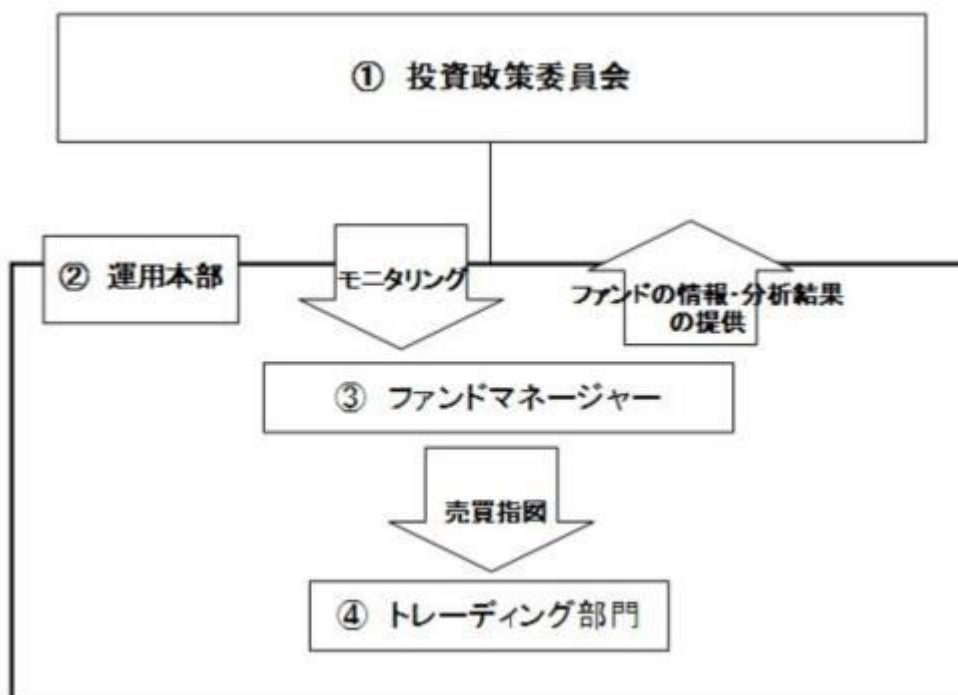 ① 投資政策委員会
② 運用本部
モニタリング
ファンドの情報・分析結果
の提供
③ ファンドマネージャー
売買指図
④ トレーディング部門